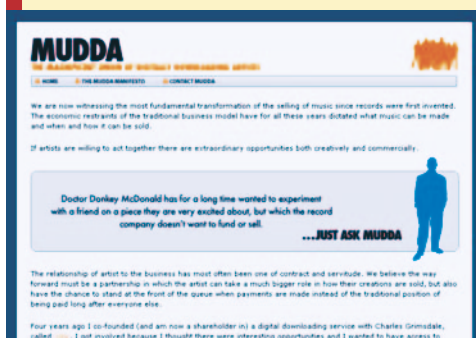 MUDDA
THE MAGNIFICENT UNION OF DIGITALLY DOWNLOADING ARTISTS
HOME THE MUDDA MANIFESTO CONTACT MUDDA
We are now witnessing the most fundamental transformation of the selling of music since records were first invented.
The economic restraints of the traditional business model have for all these years dictated what music can be made
and when and how it can be sold.
If artists are willing to act together there are extraordinary opportunities both creatively and commercially.
Doctor Donkey McDonald has for a long time wanted to experiment
with a friend on a piece they are very excited about, but which the record
company doesn't want to fund or sell.
...JUST ASK MUDDA
The relationship of artist to the business has most often been one of contract and servitude. We believe the way
forward must be a partnership in which the artist can take a much bigger role in how their creations are sold, but also
have the chance to stand at the front of the queue when payments are made instead of the traditional position of
being paid long after everyone else.
Four years ago I co-founded (and am now a shareholder in) a digital downloading service with Charles Grimsdale,
called I got involved because I thought there were interesting opportunities and I wanted to have access to